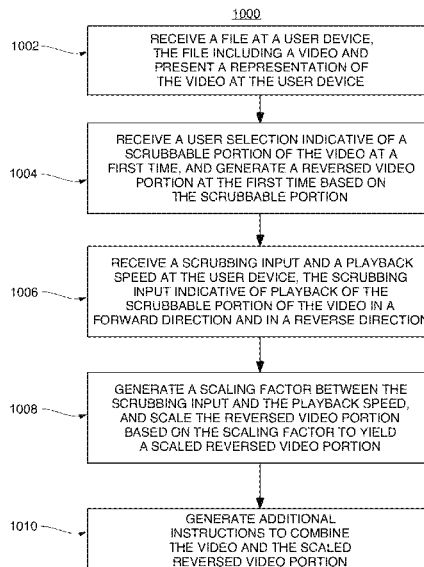 1000
1002
RECEIVE A FILE AT A USER DEVICE,
THE FILE INCLUDING A VIDEO AND
PRESENT A REPRESENTATION OF
THE VIDEO AT THE USER DEVICE
1004
RECEIVE A USER SELECTION INDICATIVE OF A
SCRUBBABLE PORTION OF THE VIDEO AT A
FIRST TIME, AND GENERATE A REVERSED VIDEO
PORTION AT THE FIRST TIME BASED ON
THE SCRUBBABLE PORTION
1006
RECEIVE A SCRUBBING INPUT AND A PLAYBACK
SPEED AT THE USER DEVICE, THE SCRUBBING
INPUT INDICATIVE OF PLAYBACK OF THE
SCRUBBABLE PORTION OF THE VIDEO IN A
FORWARD DIRECTION AND IN A REVERSE DIRECTION
1008
GENERATE A SCALING FACTOR BETWEEN THE
SCRUBBING INPUT AND THE PLAYBACK SPEED,
AND SCALE THE REVERSED VIDEO PORTION
BASED ON THE SCALING FACTOR TO YIELD
A SCALED REVERSED VIDEO PORTION
1010
GENERATE ADDITIONAL
INSTRUCTIONS TO COMBINE
THE VIDEO AND THE SCALED
REVERSED VIDEO PORTION